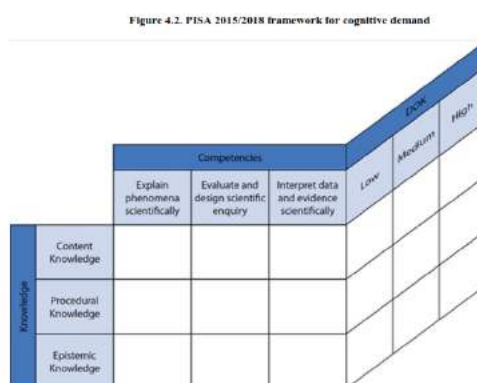 Figure 4.2. PISA 2015/2018 framework for cognitive demand
DOK
Low
Medium
High
Competencies
Explain
phenomena
scientifically
Evaluate and
design scientific
enquiry
Interpret data
and evidence
scientifically
Knowledge
Content
Knowledge
Procedural
Knowledge
Epistemic
Knowledge